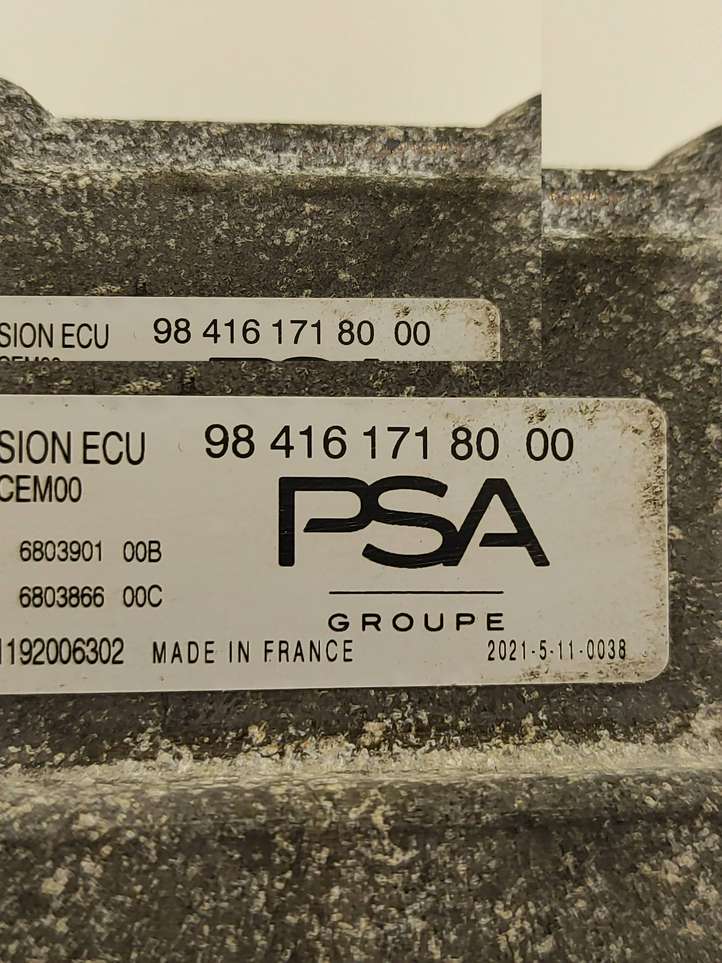 SION ECU 98 416 171 80 00
CEM00
SION ECU 98 416 171 80 00
CEM00
PSA
6803901 00B
6803866 00C
GROUPE
1192006302 MADE IN FRANCE 2021-5-11-0038